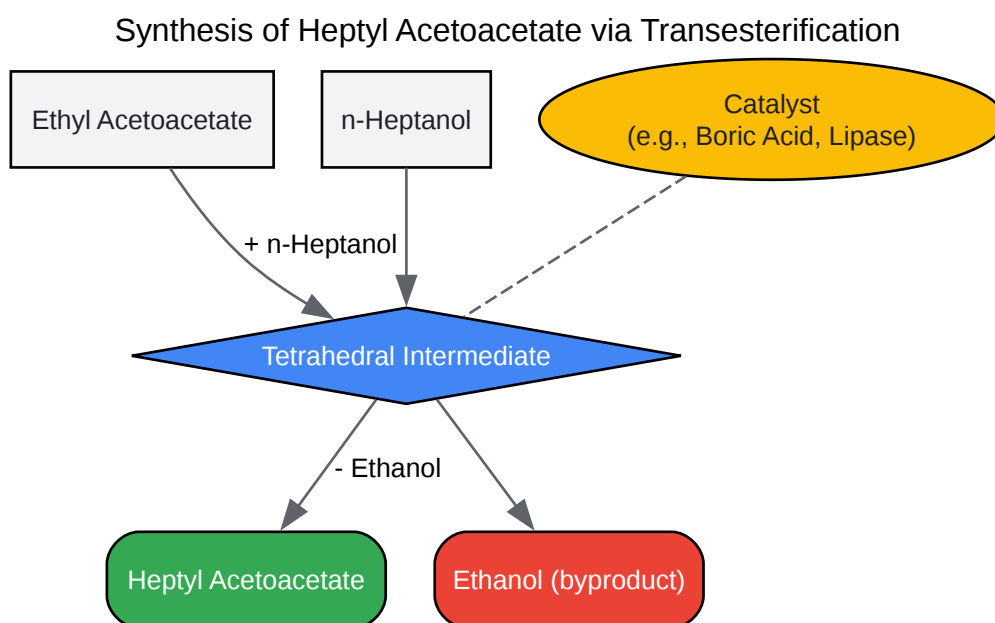 Synthesis of Heptyl Acetoacetate via Transesterification
Ethyl Acetoacetate
n-Heptanol
Catalyst
(e.g., Boric Acid, Lipase)
+ n-Heptanol
Tetrahedral Intermediate
- Ethanol
Heptyl Acetoacetate
Ethanol (byproduct)